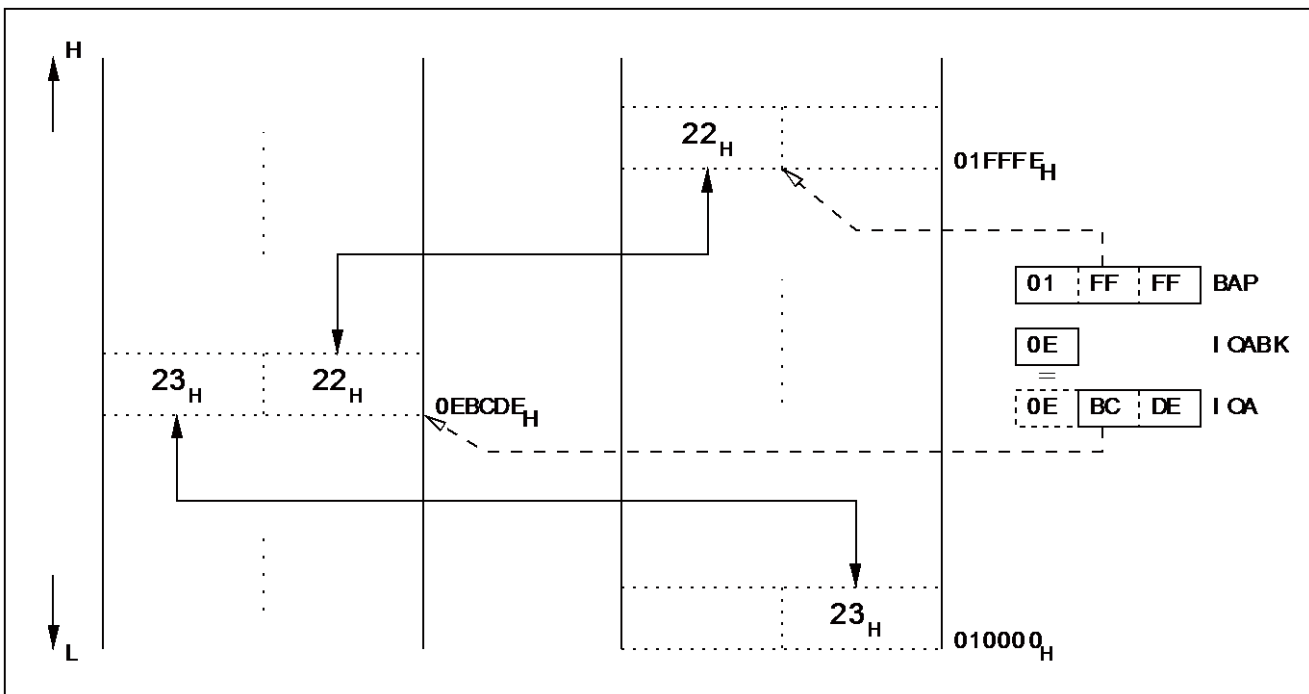 H
22H
01FFFEH
01 FF FF BAP
0E IOABK
=
23H 22H
0EBCDEH
0E BC DE IOA
23H
L
010000H